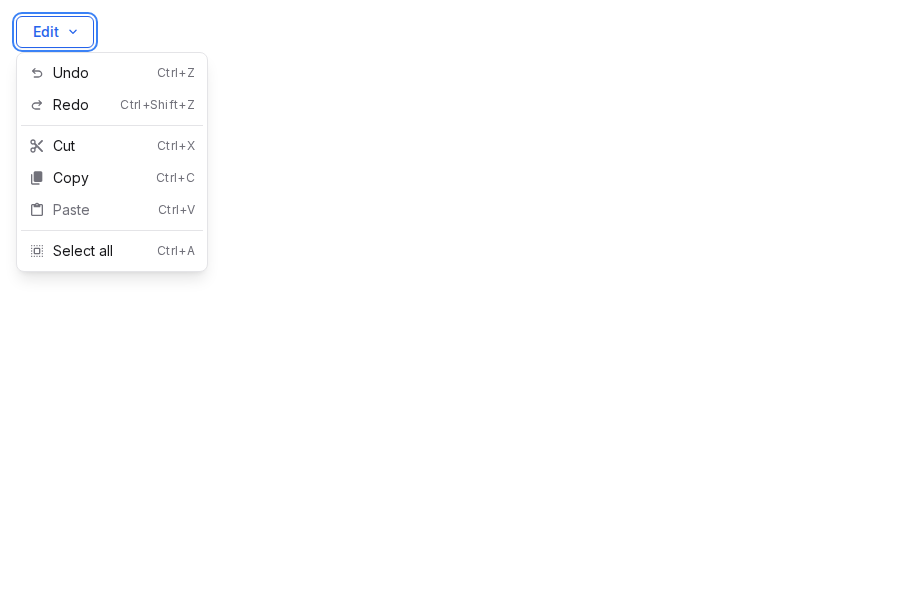 Edit
Undo Ctrl+Z
Redo Ctrl+Shift+Z
Cut Ctrl+X
Copy Ctrl+C
Paste Ctrl+V
Select all Ctrl+A